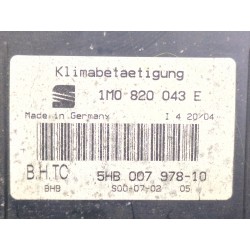 Klimabetaetigung
1M0 820 043 E
Made in Germany I 4 20/04
B.H.TC 5HB 007 978-10
BHB S00-07-02 05